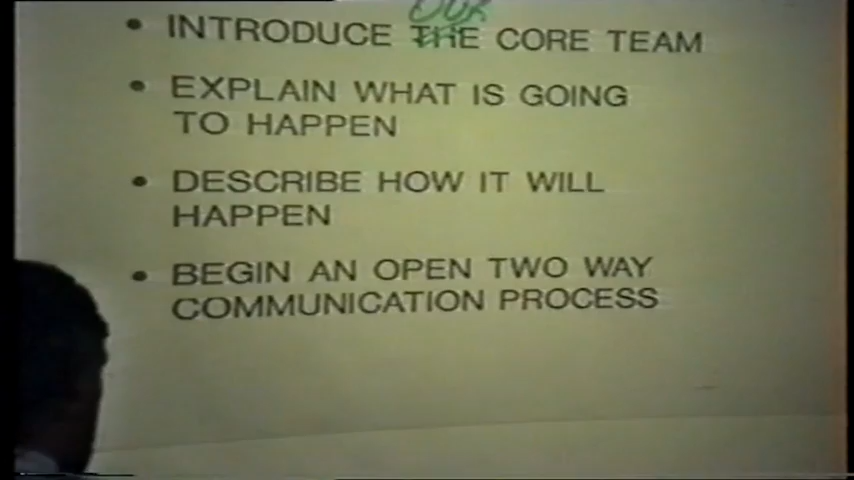 OUR
• INTRODUCE THE CORE TEAM
• EXPLAIN WHAT IS GOING
TO HAPPEN
• DESCRIBE HOW IT WILL
HAPPEN
• BEGIN AN OPEN TWO WAY
COMMUNICATION PROCESS